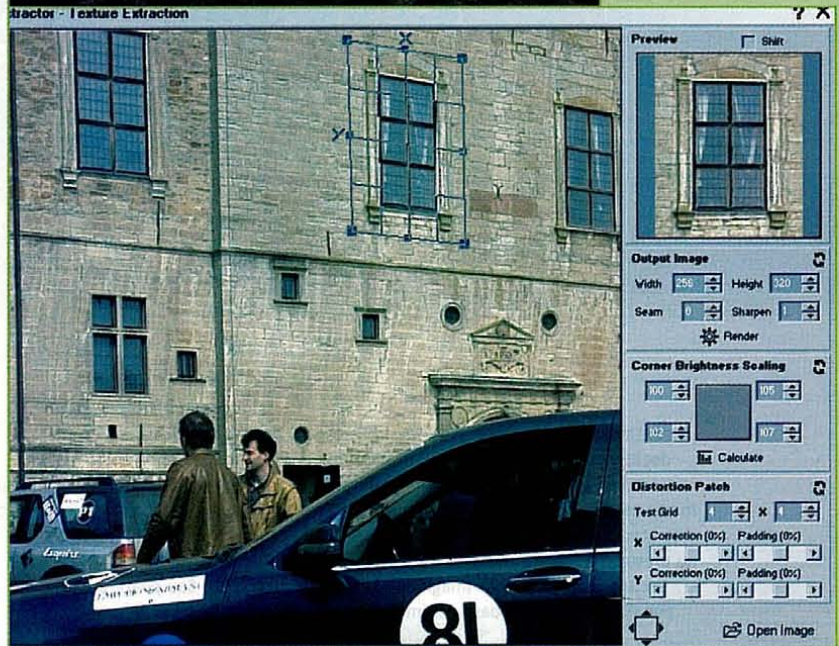 tractor - Texture Extraction ? X
X
Y
Preview Shift
Output Image
Width 256 Height 320
Seam 0 Sharpen 1
Render
Corner Brightness Scaling
100 105
102 107
Calculate
Distortion Patch
Test Grid 4 X 4
X Correction (0%) Padding (0%)
Y Correction (0%) Padding (0%)
Open Image
Esquire
81